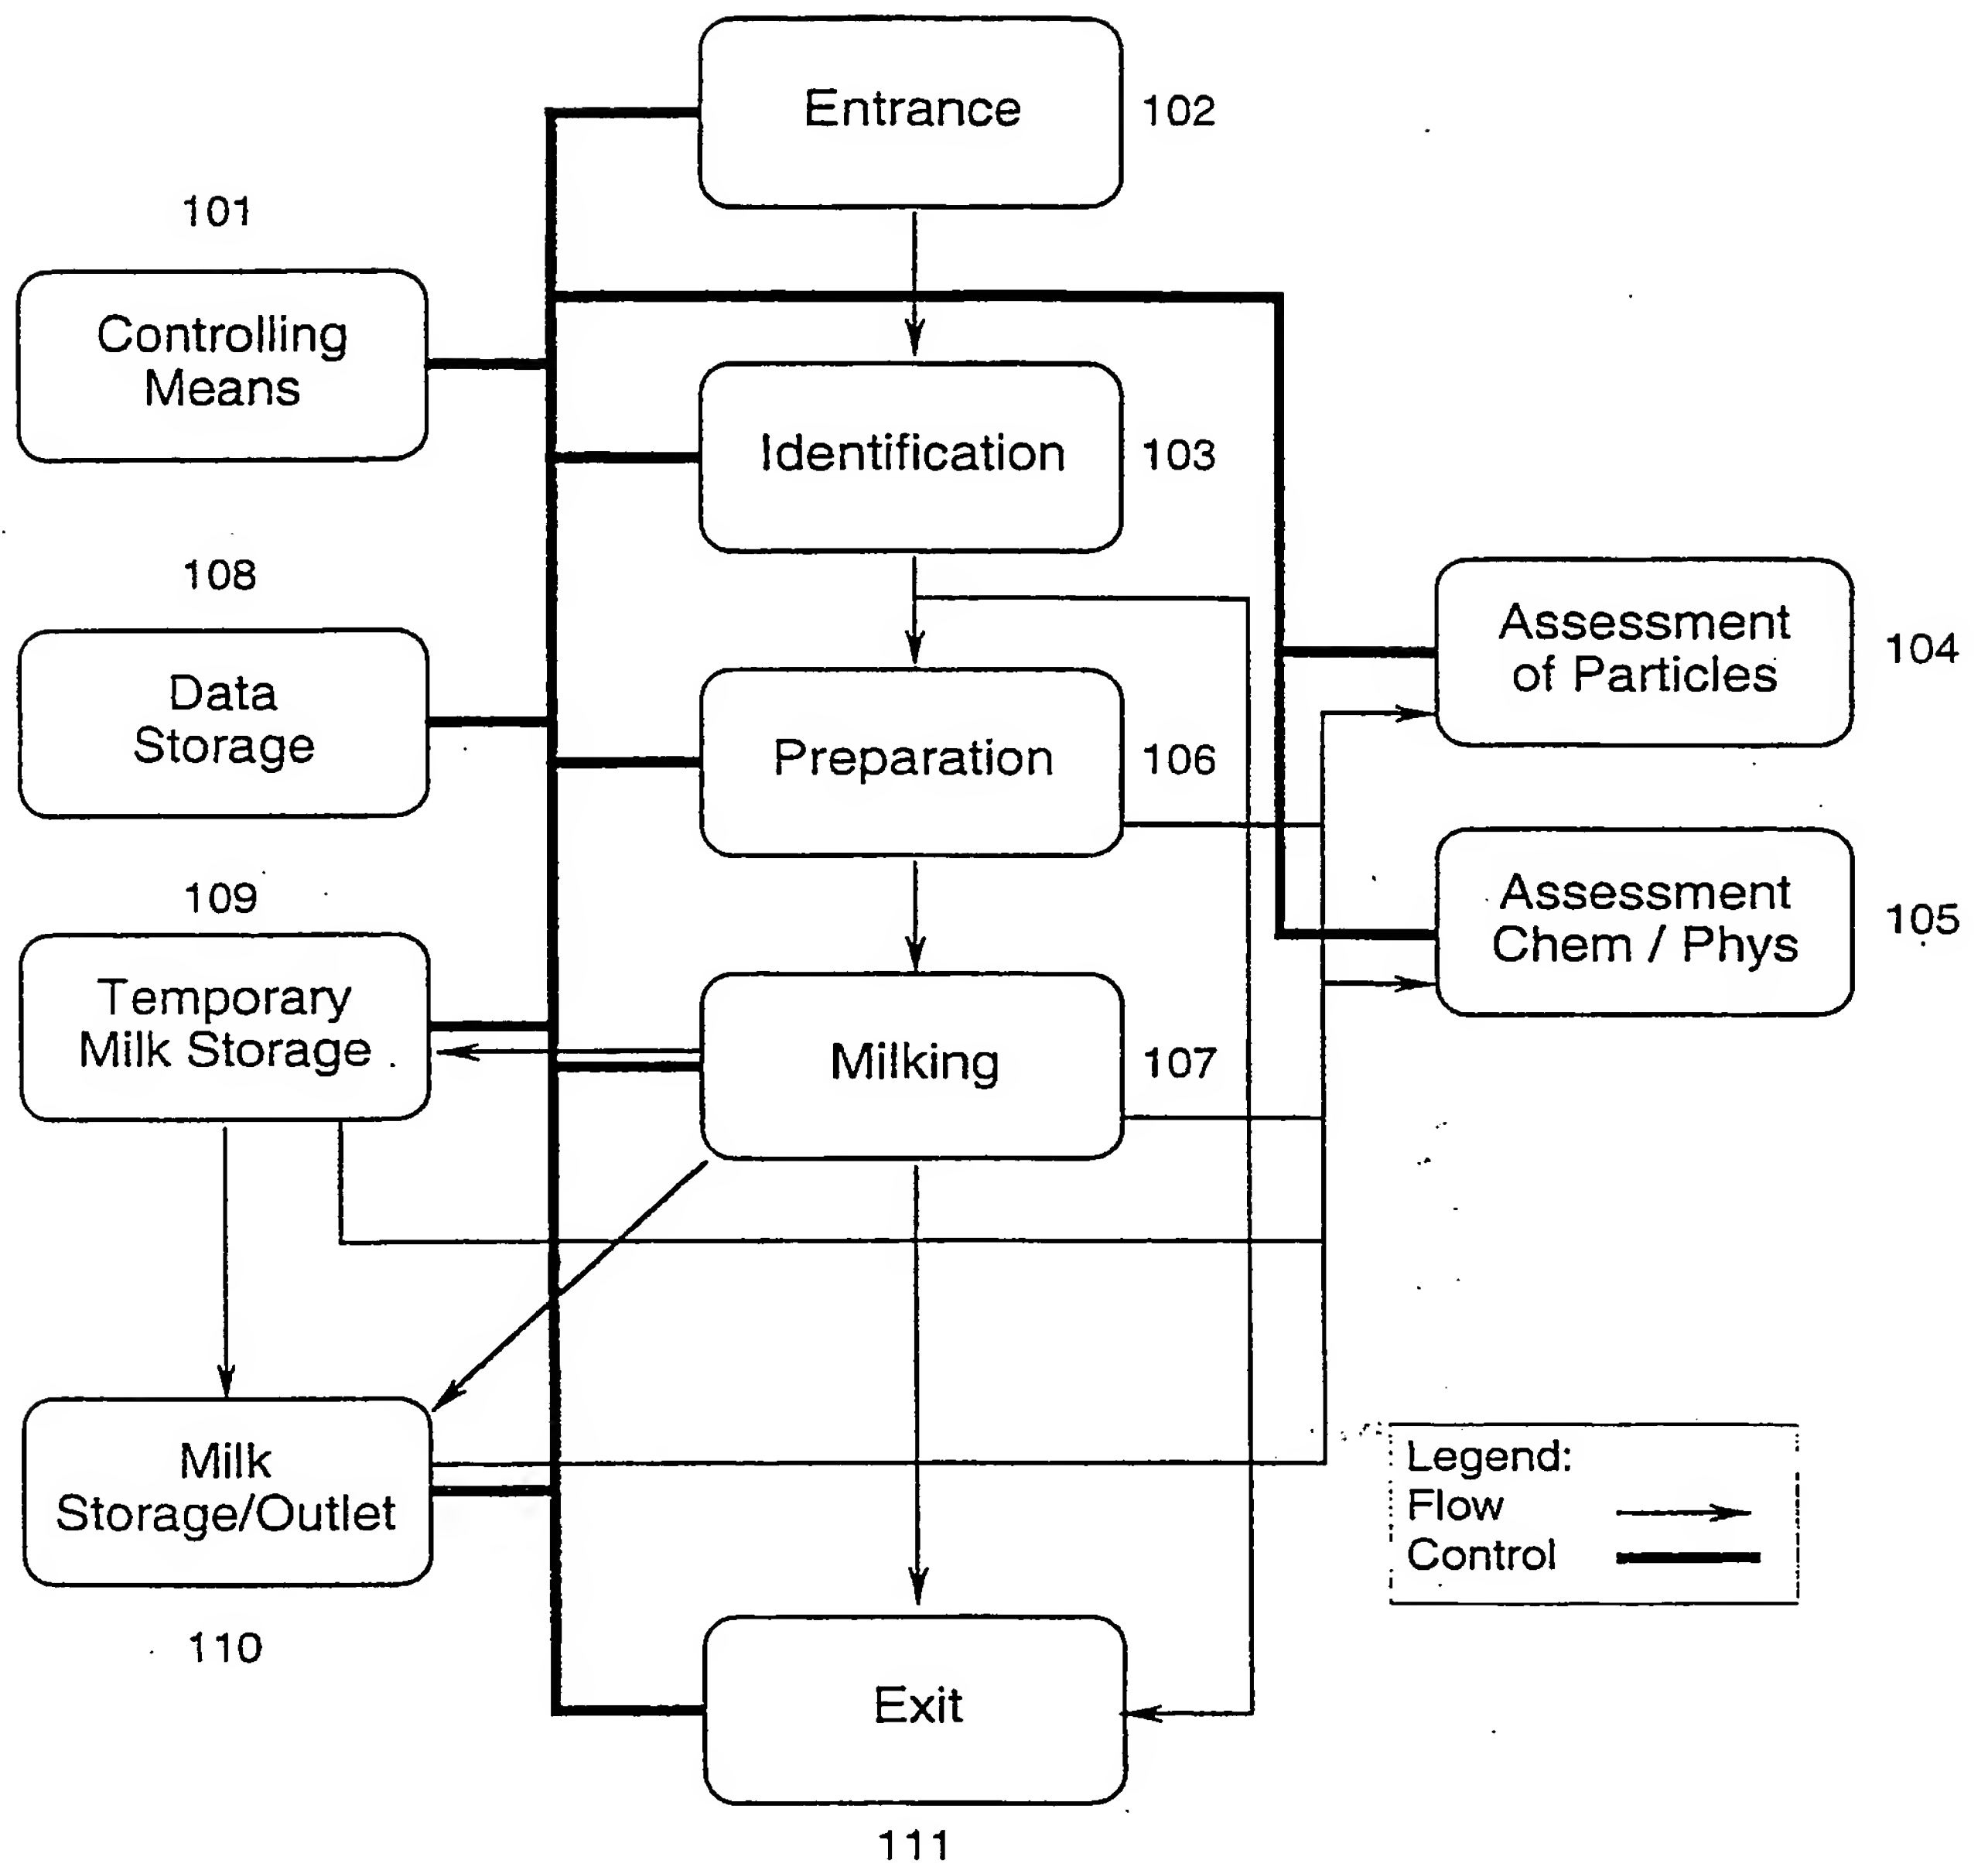 Entrance
102
101
Controlling
Means
Identification
103
108
Data
Storage
Assessment
of Particles
104
Preparation
106
109
Temporary
Milk Storage
Assessment
Chem / Phys
105
Milking
107
Milk
Storage/Outlet
110
Legend:
Flow
Control
Exit
111